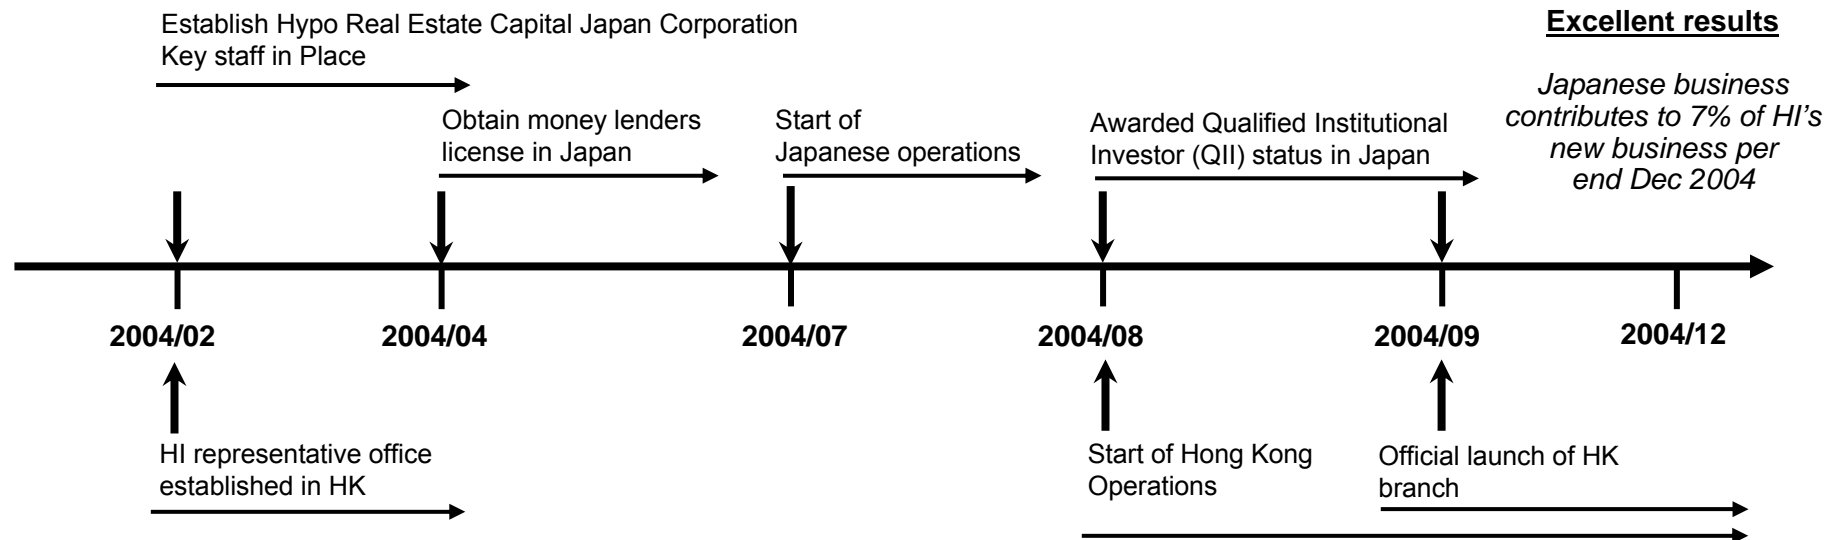 Establish Hypo Real Estate Capital Japan Corporation
Key staff in Place
Excellent results
Japanese business
contributes to 7% of HI’s
new business per
end Dec 2004
Obtain money lenders
license in Japan
Start of
Japanese operations
Awarded Qualified Institutional
Investor (QII) status in Japan
2004/02
2004/04
2004/07
2004/08
2004/09
2004/12
HI representative office
established in HK
Start of Hong Kong
Operations
Official launch of HK
branch